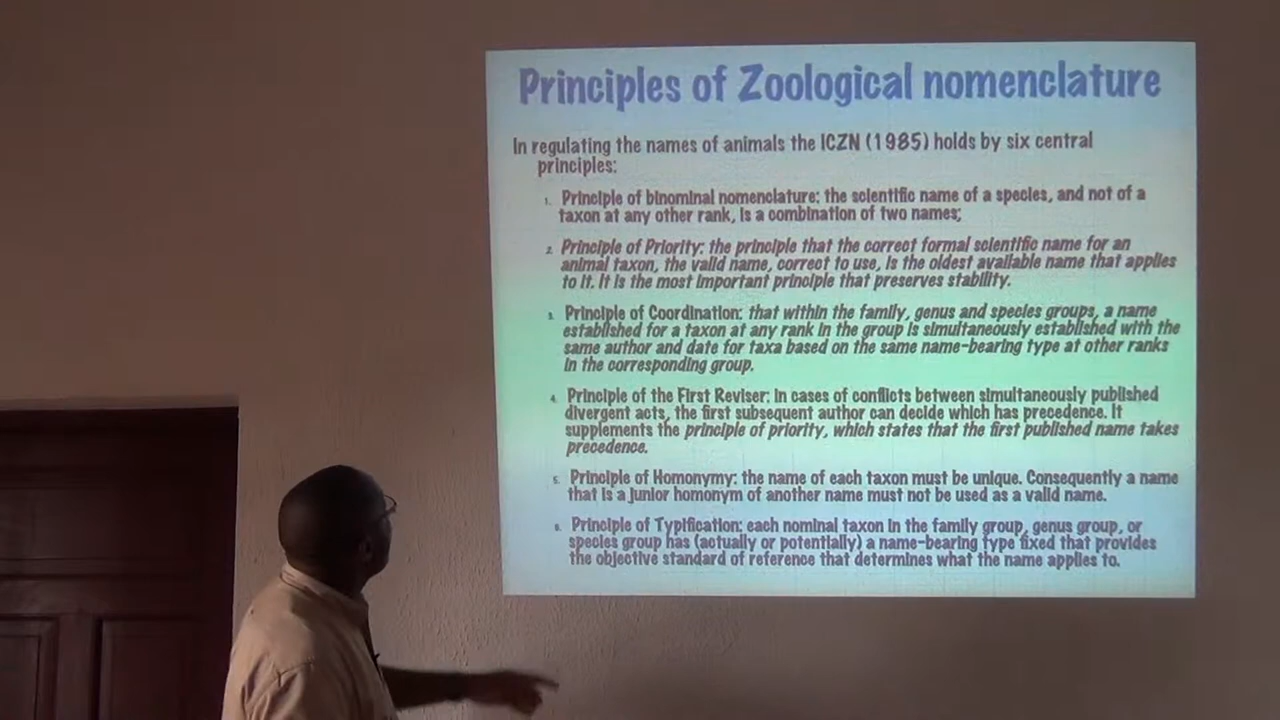 Principles of Zoological nomenclature
In regulating the names of animals the ICZN (1985) holds by six central
principles:
1. Principle of binominal nomenclature: the scientific name of a species, and not of a
taxon at any other rank, is a combination of two names;
2. Principle of Priority: the principle that the correct formal scientific name for an
animal taxon, the valid name, correct to use, is the oldest available name that applies
to it. It is the most important principle that preserves stability.
3. Principle of Coordination: that within the family, genus and species groups, a name
established for a taxon at any rank in the group is simultaneously established with the
same author and date for taxa based on the same name-bearing type at other ranks
in the corresponding group.
4. Principle of the First Reviser: in cases of conflicts between simultaneously published
divergent acts, the first subsequent author can decide which has precedence. It
supplements the principle of priority, which states that the first published name takes
precedence.
5. Principle of Homonymy: the name of each taxon must be unique. Consequently a name
that is a junior homonym of another name must not be used as a valid name.
6. Principle of Typification: each nominal taxon in the family group, genus group, or
species group has (actually or potentially) a name-bearing type fixed that provides
the objective standard of reference that determines what the name applies to.